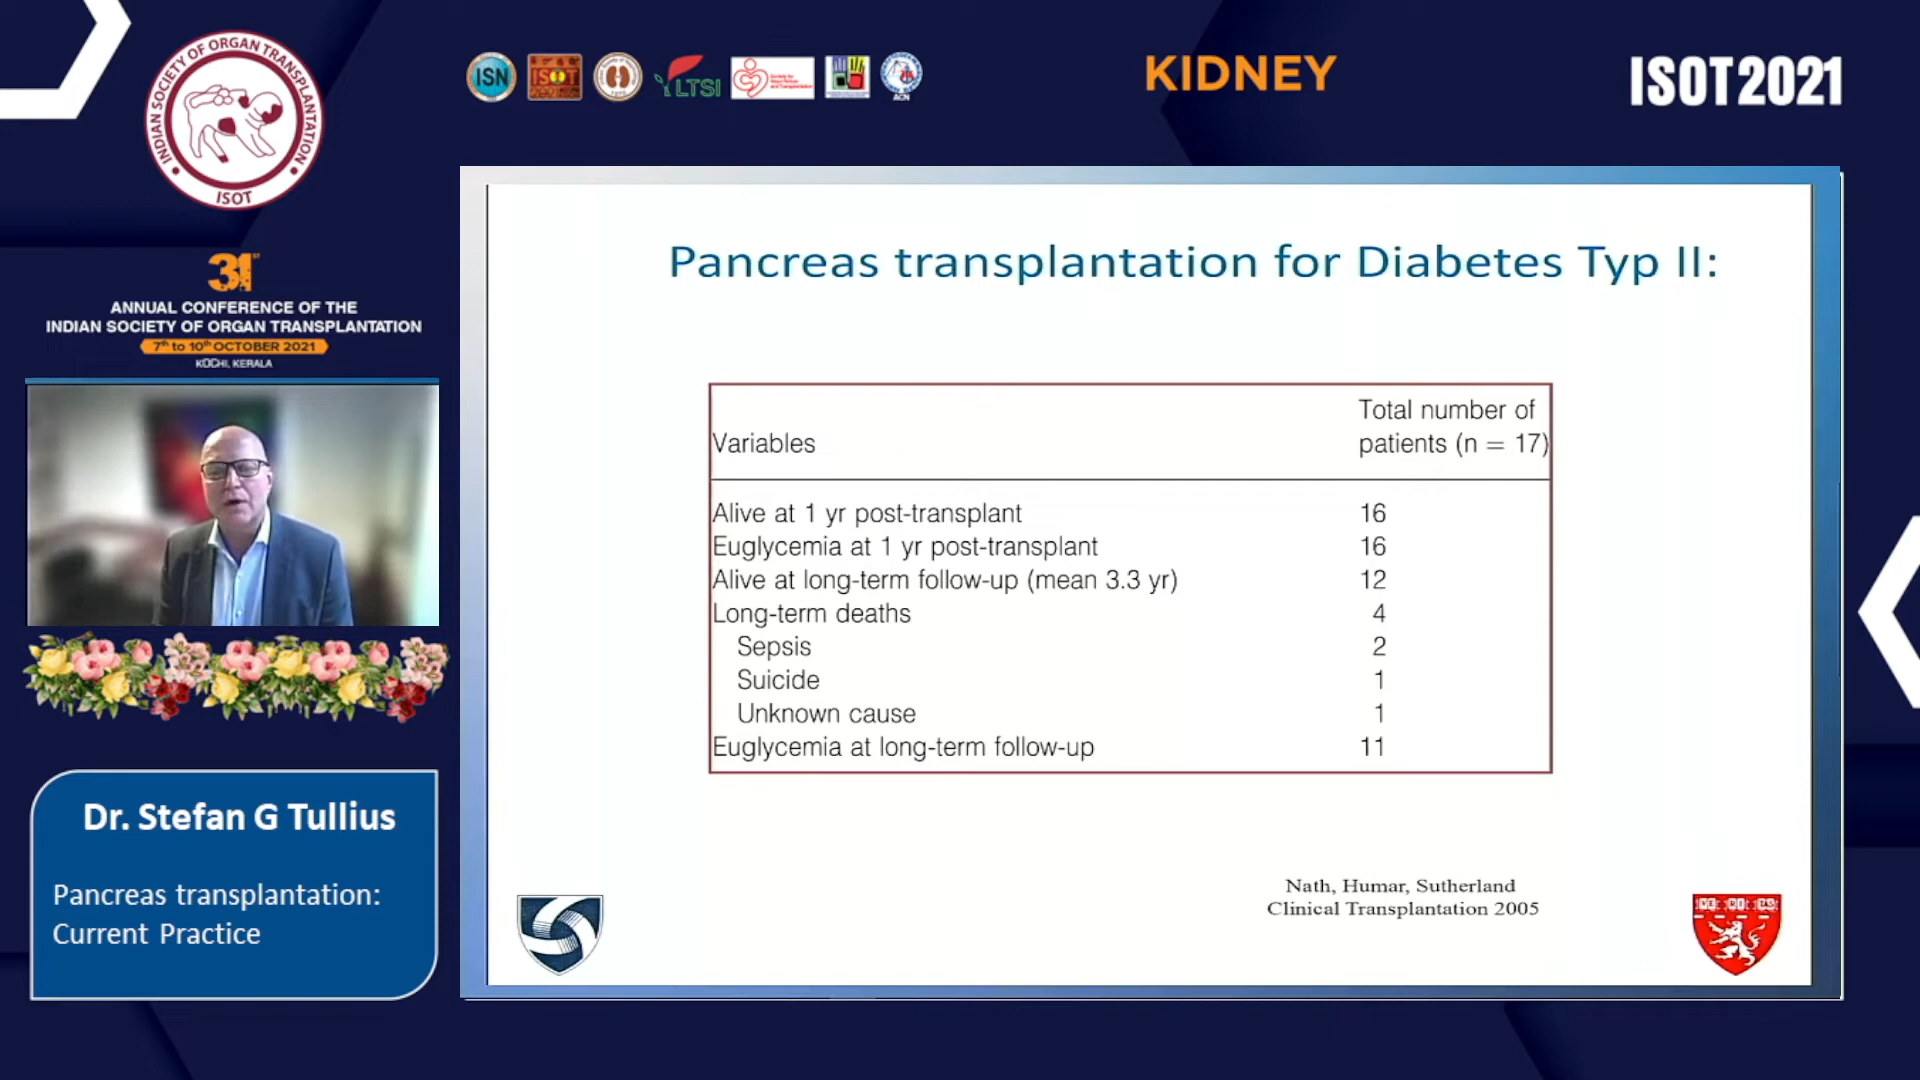 INDIAN SOCIETY OF ORGAN TRANSPLANTATION
ISOT
ISN
ISOT
LTSI
ACN
KIDNEY
ISOT2021
31ST
ANNUAL CONFERENCE OF THE
INDIAN SOCIETY OF ORGAN TRANSPLANTATION
7th to 10th OCTOBER 2021
KOCHI, KERALA
Pancreas transplantation for Diabetes Typ II:
Variables Total number of patients (n = 17)
Alive at 1 yr post-transplant 16
Euglycemia at 1 yr post-transplant 16
Alive at long-term follow-up (mean 3.3 yr) 12
Long-term deaths 4
Sepsis 2
Suicide 1
Unknown cause 1
Euglycemia at long-term follow-up 11
Nath, Humar, Sutherland
Clinical Transplantation 2005
Dr. Stefan G Tullius
Pancreas transplantation:
Current Practice